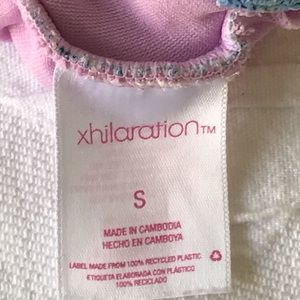 xhilaration™
S
MADE IN CAMBODIA
HECHO EN CAMBOYA
LABEL MADE FROM 100% RECYCLED PLASTIC
ETIQUETA ELABORADA CON PLÁSTICO
100% RECICLADO